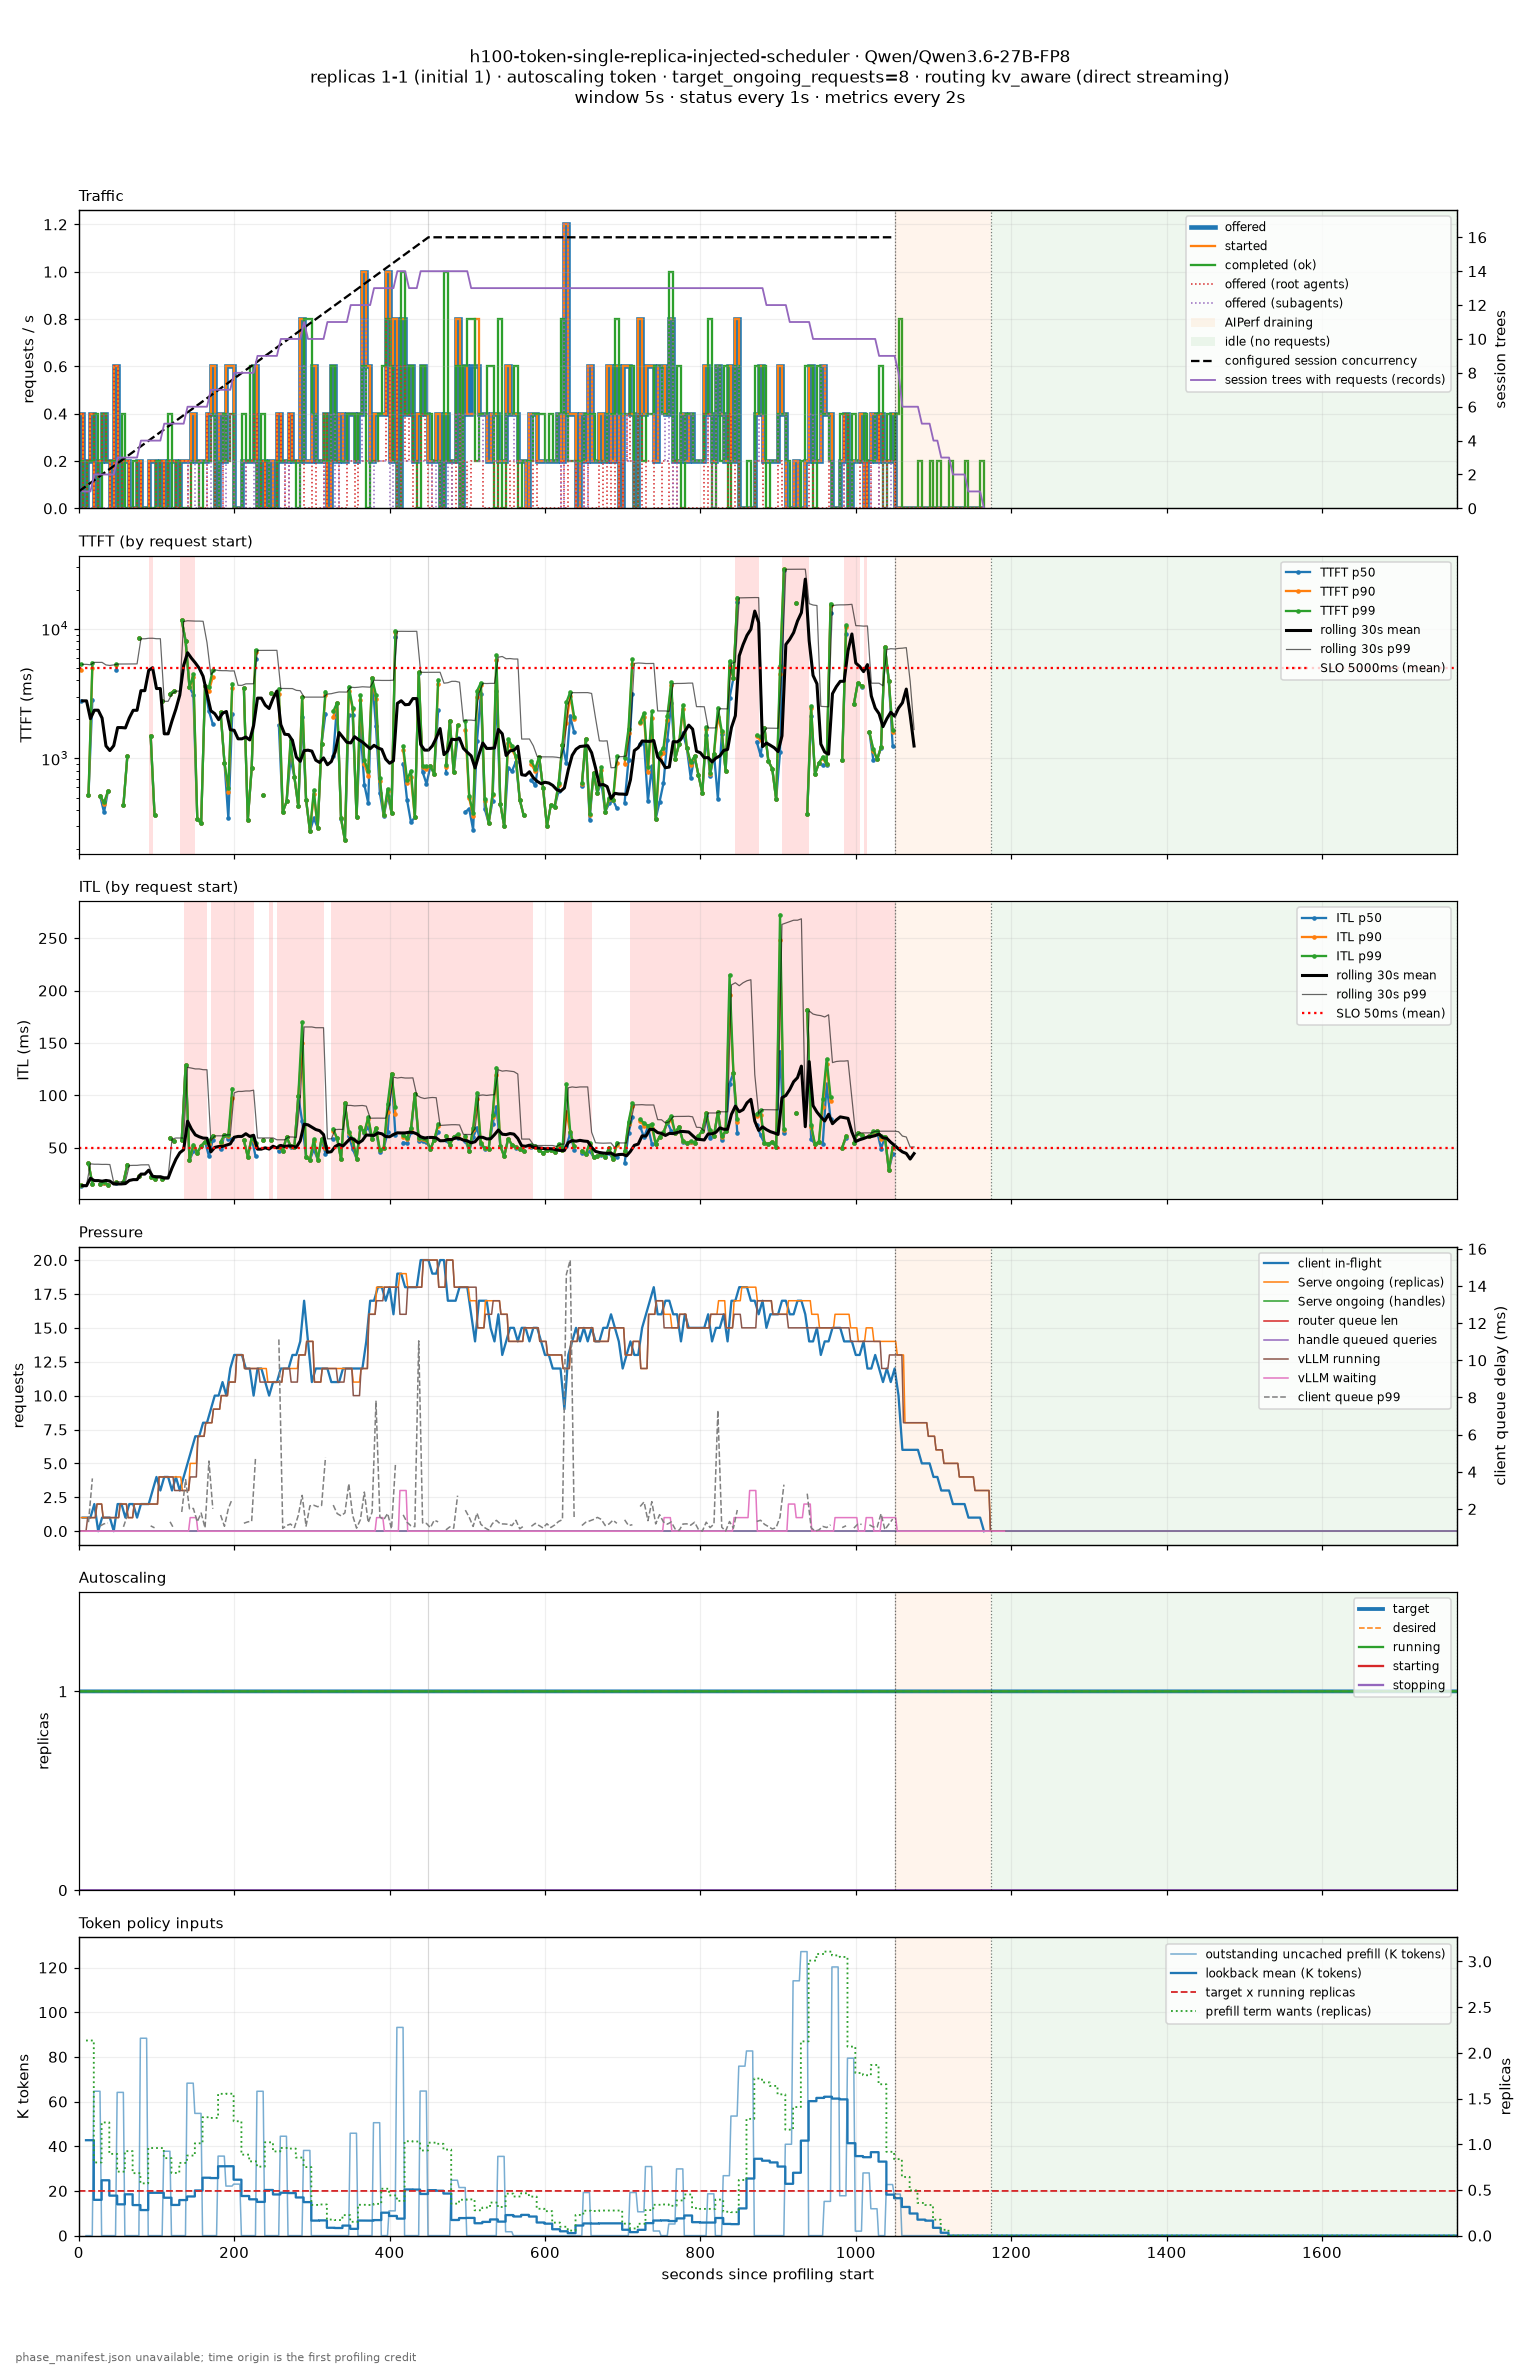 h100-token-single-replica-injected-scheduler · Qwen/Qwen3.6-27B-FP8
replicas 1-1 (initial 1) · autoscaling token · target_ongoing_requests=8 · routing kv_aware (direct streaming)
window 5s · status every 1s · metrics every 2s
Traffic
1.2
1.0
0.8
0.6
0.4
0.2
0.0
requests / s
16
14
12
10
8
6
4
2
0
session trees
offered
started
completed (ok)
offered (root agents)
offered (subagents)
AIPerf draining
idle (no requests)
configured session concurrency
session trees with requests (records)
TTFT (by request start)
10⁴
10³
TTFT (ms)
TTFT p50
TTFT p90
TTFT p99
rolling 30s mean
rolling 30s p99
SLO 5000ms (mean)
ITL (by request start)
250
200
150
100
50
ITL (ms)
ITL p50
ITL p90
ITL p99
rolling 30s mean
rolling 30s p99
SLO 50ms (mean)
Pressure
20.0
17.5
15.0
12.5
10.0
7.5
5.0
2.5
0.0
requests
16
14
12
10
8
6
4
2
client queue delay (ms)
client in-flight
Serve ongoing (replicas)
Serve ongoing (handles)
router queue len
handle queued queries
vLLM running
vLLM waiting
client queue p99
Autoscaling
1
0
replicas
target
desired
running
starting
stopping
Token policy inputs
120
100
80
60
40
20
0
K tokens
3.0
2.5
2.0
1.5
1.0
0.5
0.0
replicas
outstanding uncached prefill (K tokens)
lookback mean (K tokens)
target x running replicas
prefill term wants (replicas)
0 200 400 600 800 1000 1200 1400 1600
seconds since profiling start
phase_manifest.json unavailable; time origin is the first profiling credit